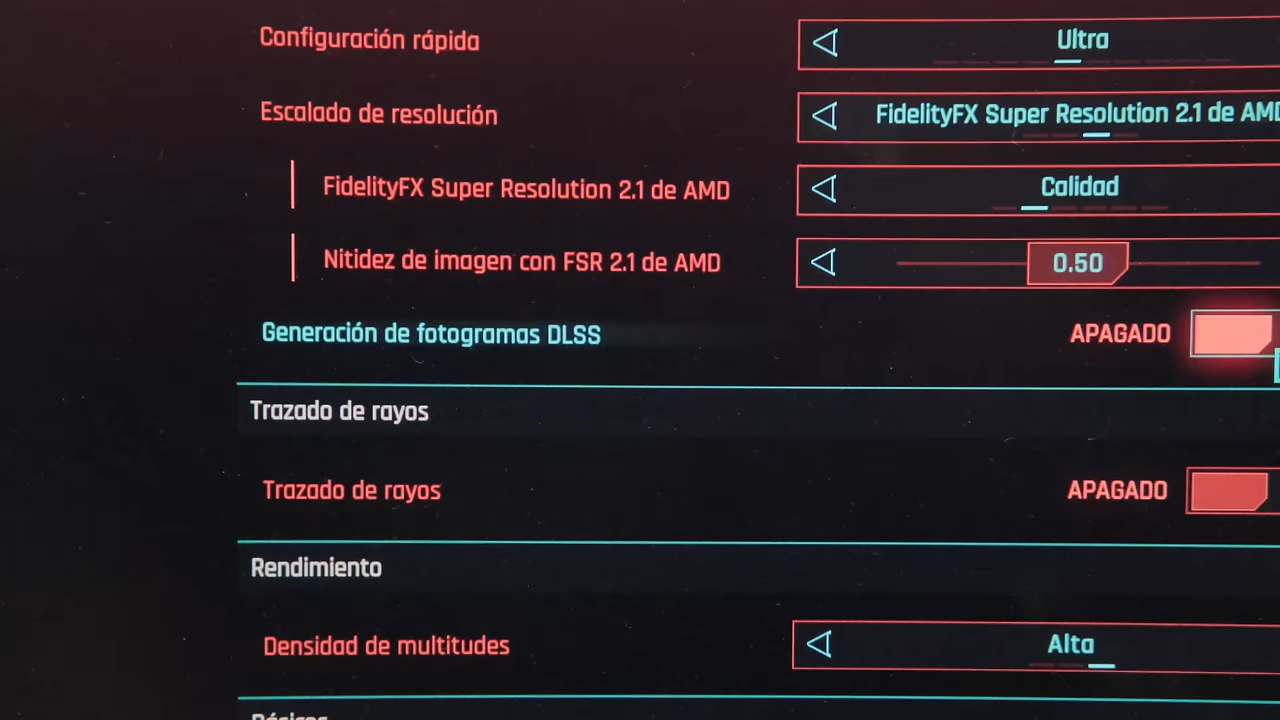 Configuración rápida
Ultra
Escalado de resolución
FidelityFX Super Resolution 2.1 de AMD
FidelityFX Super Resolution 2.1 de AMD
Calidad
Nitidez de imagen con FSR 2.1 de AMD
0.50
Generación de fotogramas DLSS
APAGADO
Trazado de rayos
Trazado de rayos
APAGADO
Rendimiento
Densidad de multitudes
Alta
Básicos